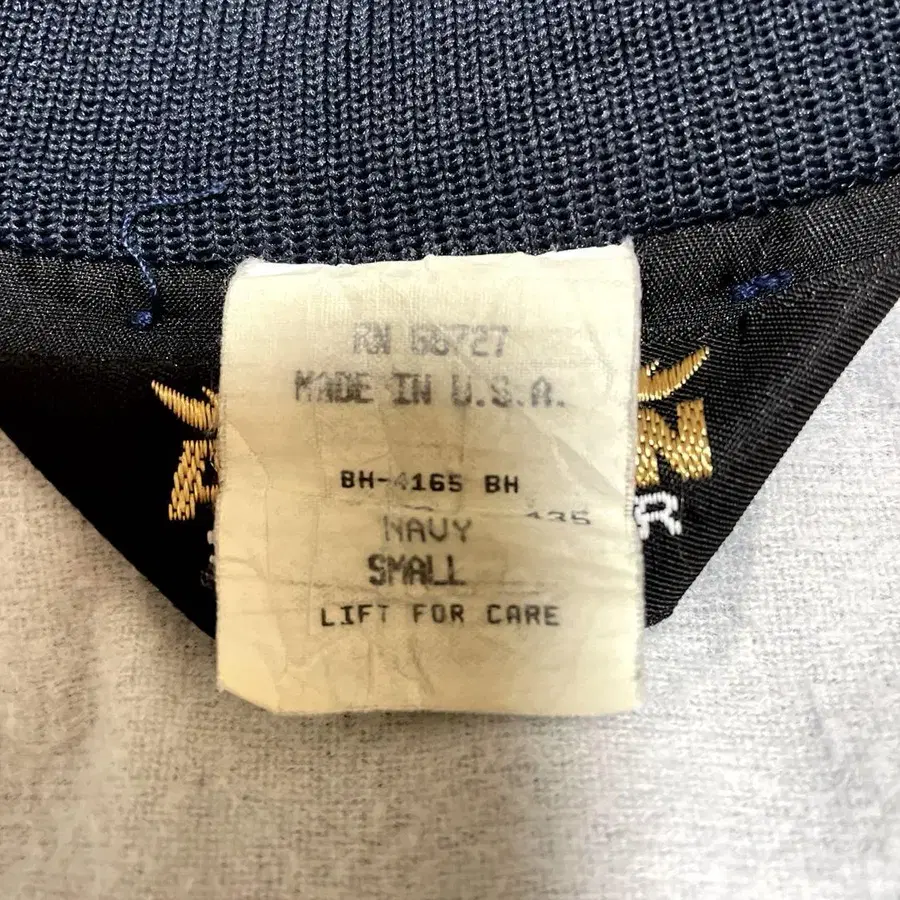 RN 68727
MADE IN U.S.A.
BH-4165 BH
NAVY
SMALL
LIFT FOR CARE